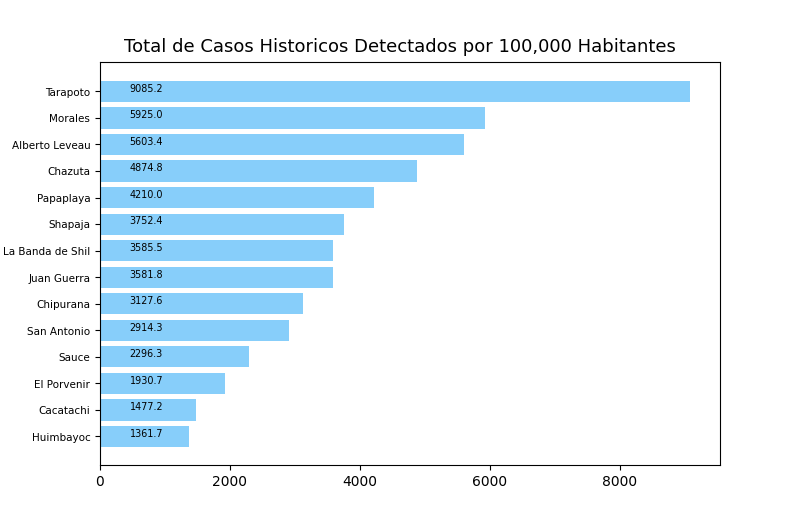 Total de Casos Historicos Detectados por 100,000 Habitantes
Tarapoto 9085.2
Morales 5925.0
Alberto Leveau 5603.4
Chazuta 4874.8
Papaplaya 4210.0
Shapaja 3752.4
La Banda de Shil 3585.5
Juan Guerra 3581.8
Chipurana 3127.6
San Antonio 2914.3
Sauce 2296.3
El Porvenir 1930.7
Cacatachi 1477.2
Huimbayoc 1361.7
0 2000 4000 6000 8000